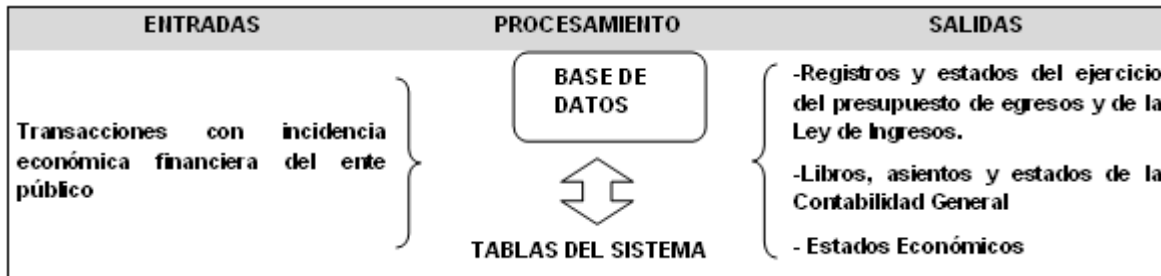 ENTRADAS
PROCESAMIENTO
SALIDAS
Transacciones con incidencia
económica financiera del ente
público
BASE DE
DATOS
TABLAS DEL SISTEMA
-Registros y estados del ejercicio
del presupuesto de egresos y de la
Ley de Ingresos.
-Libros, asientos y estados de la
Contabilidad General
- Estados Económicos